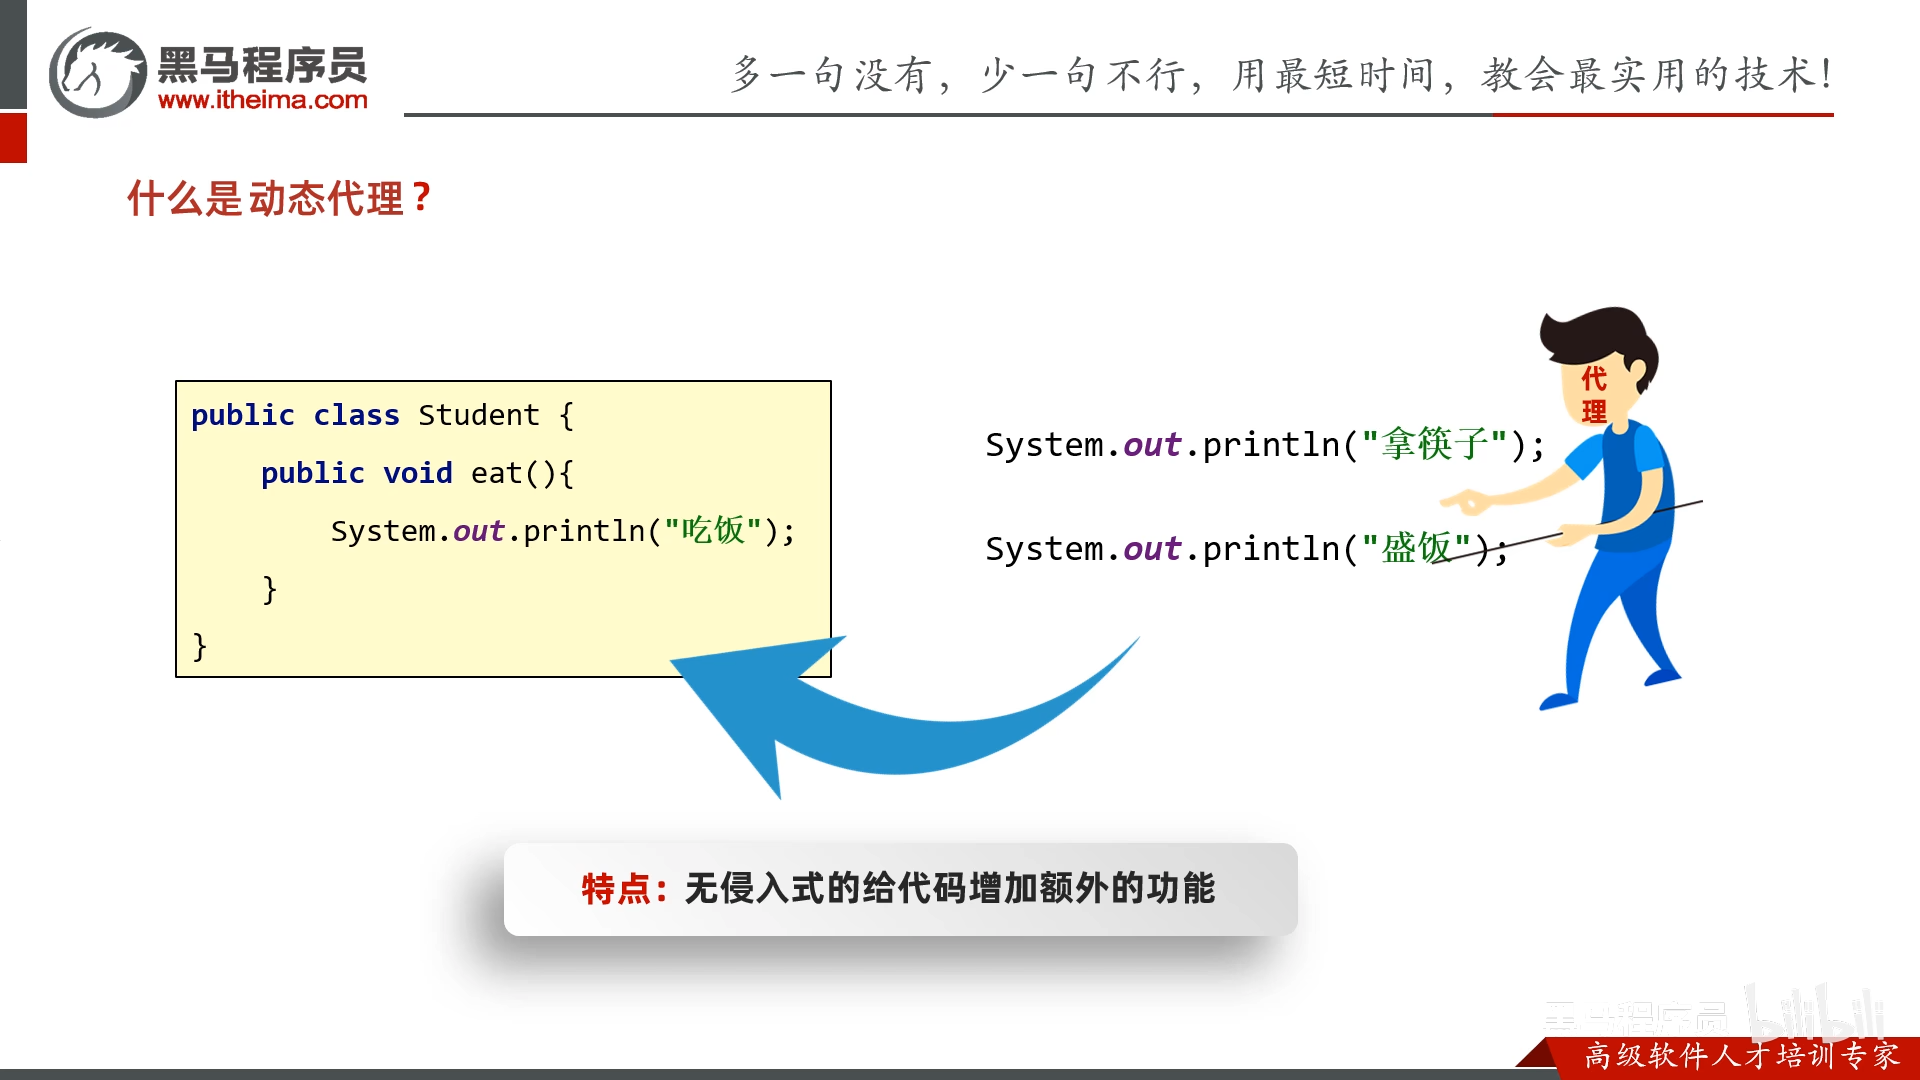 黑马程序员
www.itheima.com
多一句没有，少一句不行，用最短时间，教会最实用的技术！
什么是动态代理？
public class Student {
    public void eat(){
        System.out.println("吃饭");
    }
}
代
理
System.out.println("拿筷子");
System.out.println("盛饭");
特点：无侵入式的给代码增加额外的功能
黑马程序员 bilibili
高级软件人才培训专家